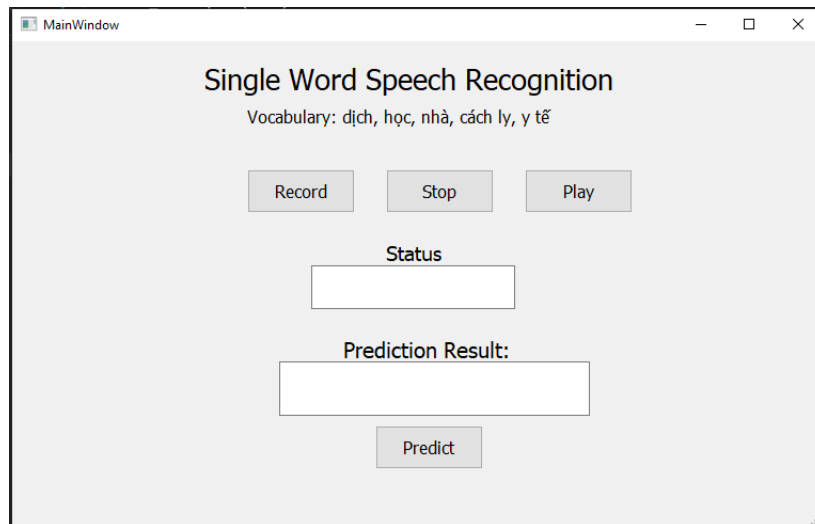 MainWindow
Single Word Speech Recognition
Vocabulary: dịch, học, nhà, cách ly, y tế
Record Stop Play
Status
Prediction Result:
Predict